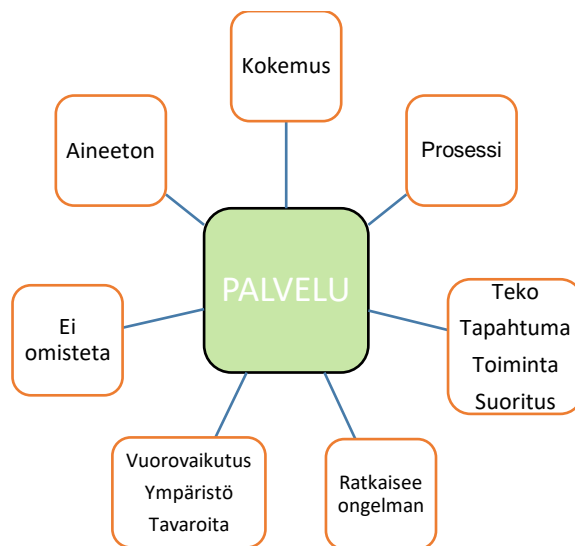 Kokemus
Aineeton
Prosessi
PALVELU
Ei
omisteta
Teko
Tapahtuma
Toiminta
Suoritus
Vuorovaikutus
Ympäristö
Tavaroita
Ratkaisee
ongelman